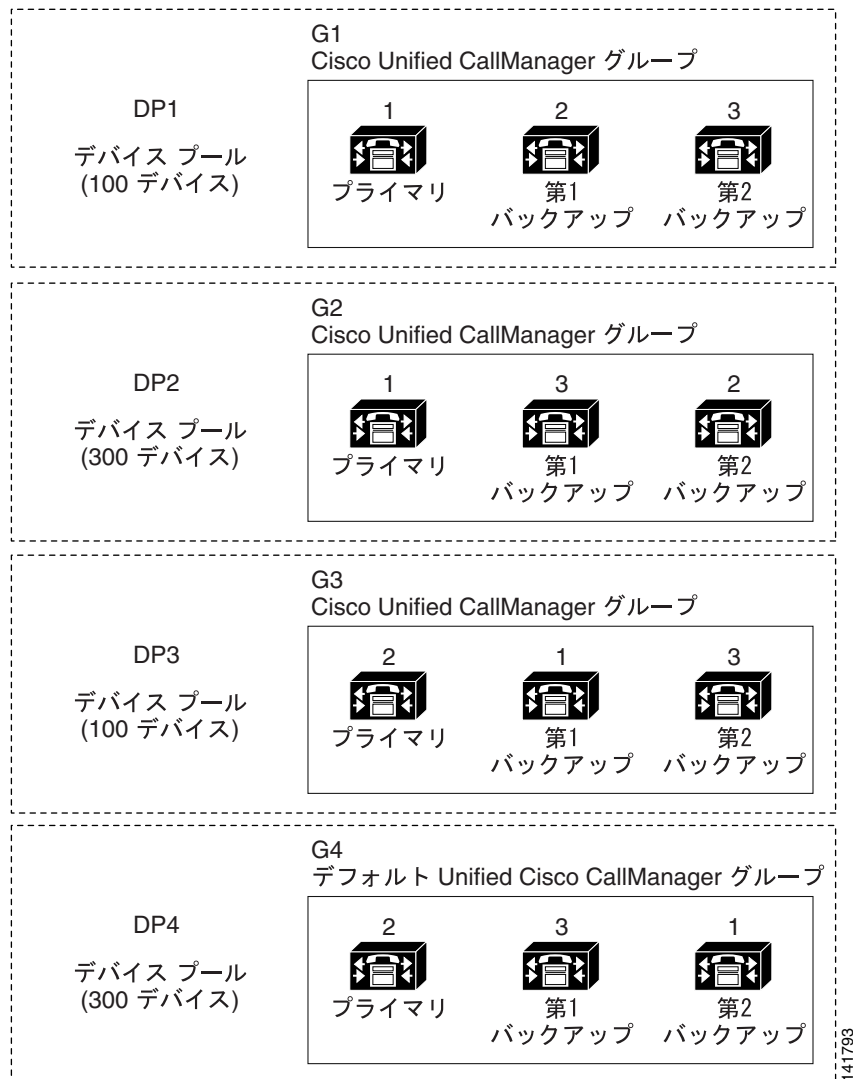 G1
Cisco Unified CallManager グループ
DP1
デバイス プール
(100 デバイス)
1 2 3
プライマリ 第1 第2
バックアップ バックアップ
G2
Cisco Unified CallManager グループ
DP2
デバイス プール
(300 デバイス)
1 3 2
プライマリ 第1 第2
バックアップ バックアップ
G3
Cisco Unified CallManager グループ
DP3
デバイス プール
(100 デバイス)
2 1 3
プライマリ 第1 第2
バックアップ バックアップ
G4
デフォルト Unified Cisco CallManager グループ
DP4
デバイス プール
(300 デバイス)
2 3 1
プライマリ 第1 第2
バックアップ バックアップ
141793